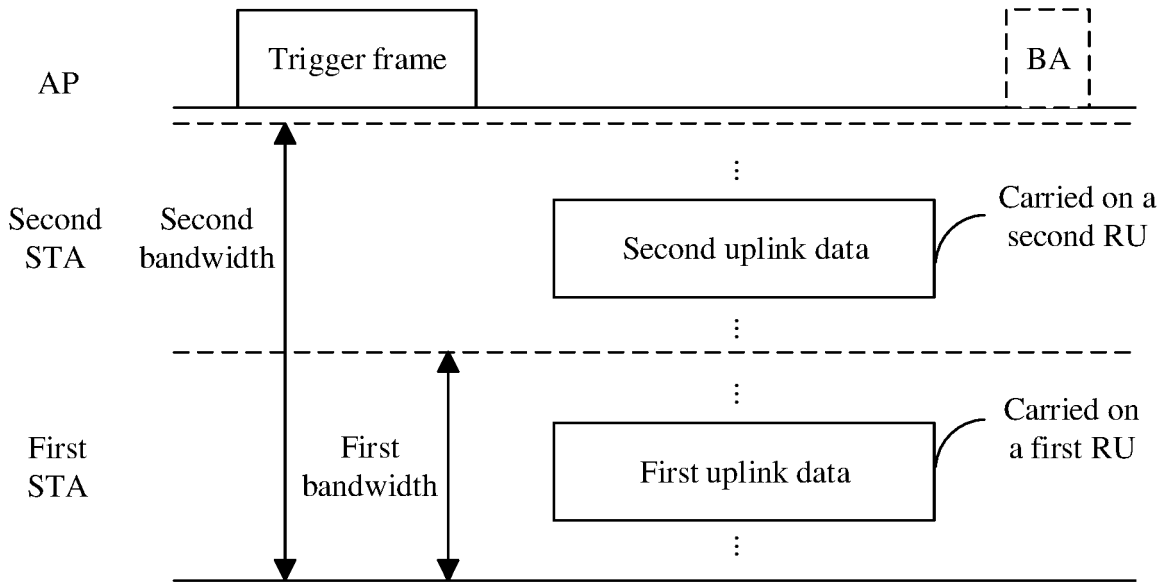 Trigger frame
BA
AP
Second
STA
Second
bandwidth
Second uplink data
Carried on a
second RU
First
STA
First
bandwidth
First uplink data
Carried on
a first RU